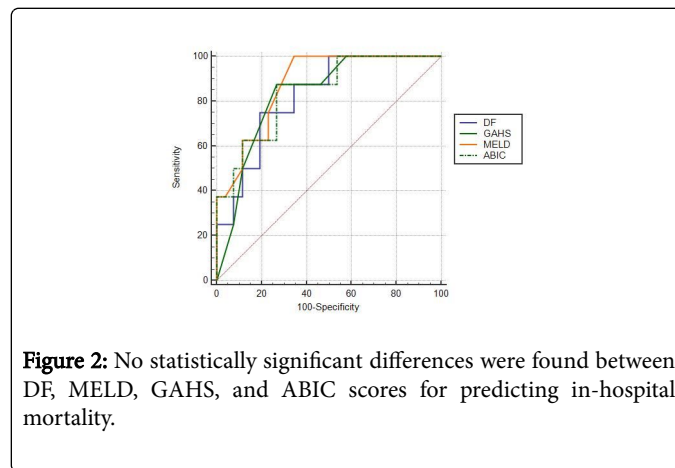 100
80
60
40
20
0
Sensitivity
0 20 40 60 80 100
100-Specificity
DF
GAHS
MELD
ABIC
Figure 2: No statistically significant differences were found between
DF, MELD, GAHS, and ABIC scores for predicting in-hospital
mortality.